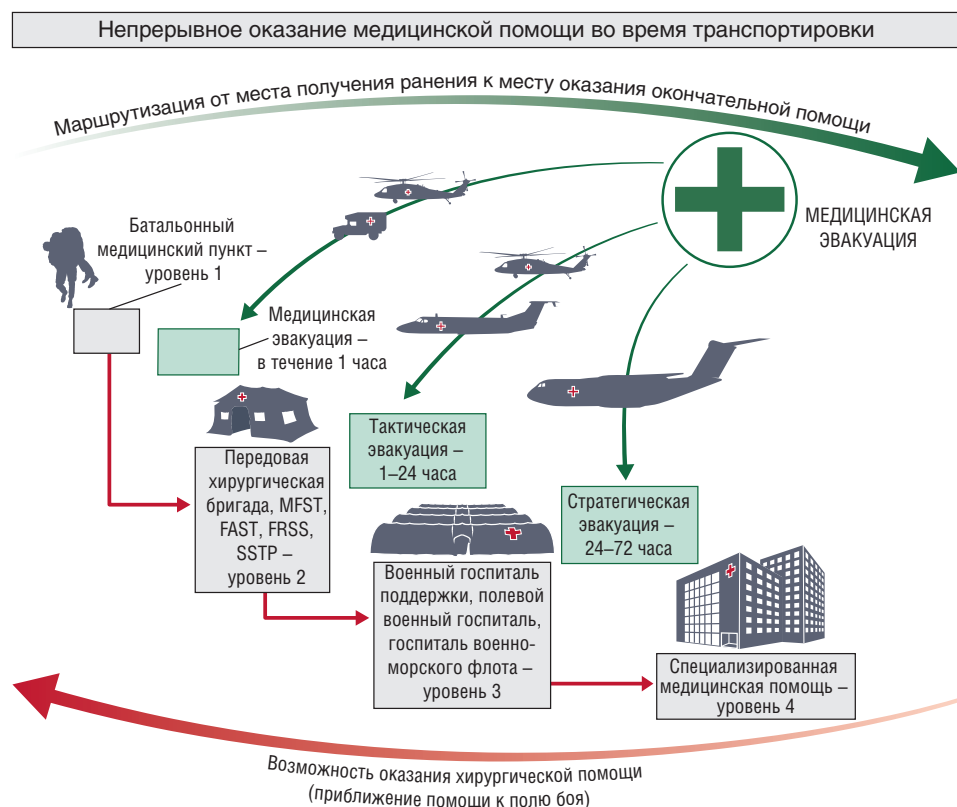 Непрерывное оказание медицинской помощи во время транспортировки
Маршрутизация от места получения ранения к месту оказания окончательной помощи
МЕДИЦИНСКАЯ
ЭВАКУАЦИЯ
Батальонный
медицинский пункт –
уровень 1
Медицинская
эвакуация –
в течение 1 часа
Тактическая
эвакуация –
1–24 часа
Передовая
хирургическая
бригада, MFST,
FAST, FRSS,
SSTP –
уровень 2
Стратегическая
эвакуация –
24–72 часа
Военный госпиталь
поддержки, полевой
военный госпиталь,
госпиталь военно-
морского флота –
уровень 3
Специализированная
медицинская помощь –
уровень 4
Возможность оказания хирургической помощи
(приближение помощи к полю боя)